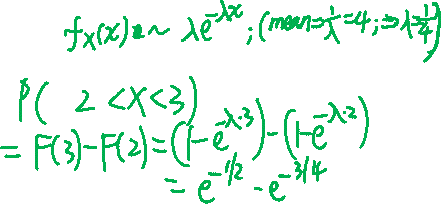 f_X(x) ~ λe^{-λx}; (mean=1/λ=4; ⇒ λ=1/4)
P( 2 < X < 3)
= F(3)-F(2) = (1-e^{-λ·3})-(1-e^{-λ·2})
= e^{-1/2} - e^{-3/4}